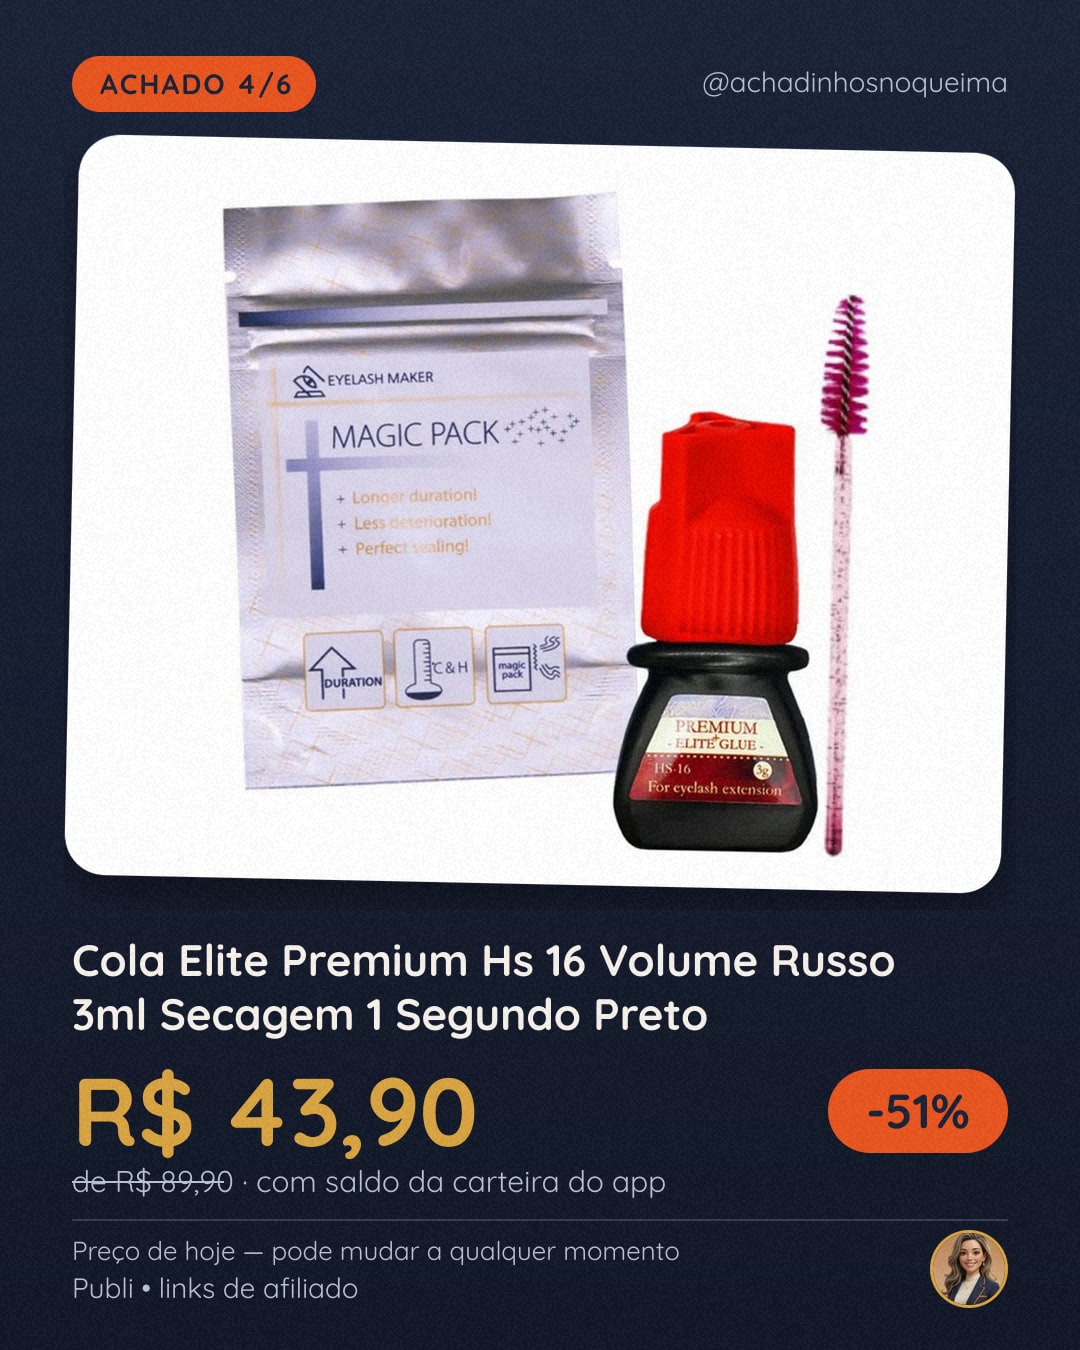 ACHADO 4/6
@achadinhosnoqueima
EYELASH MAKER
MAGIC PACK
+ Longer duration!
+ Less deterioration!
+ Perfect sealing!
DURATION
°C & H
magic
pack
PREMIUM
- ELITE GLUE -
HS-16
3g
For eyelash extension
Cola Elite Premium Hs 16 Volume Russo
3ml Secagem 1 Segundo Preto
R$ 43,90
-51%
de R$ 89,90 · com saldo da carteira do app
Preço de hoje — pode mudar a qualquer momento
Publi • links de afiliado